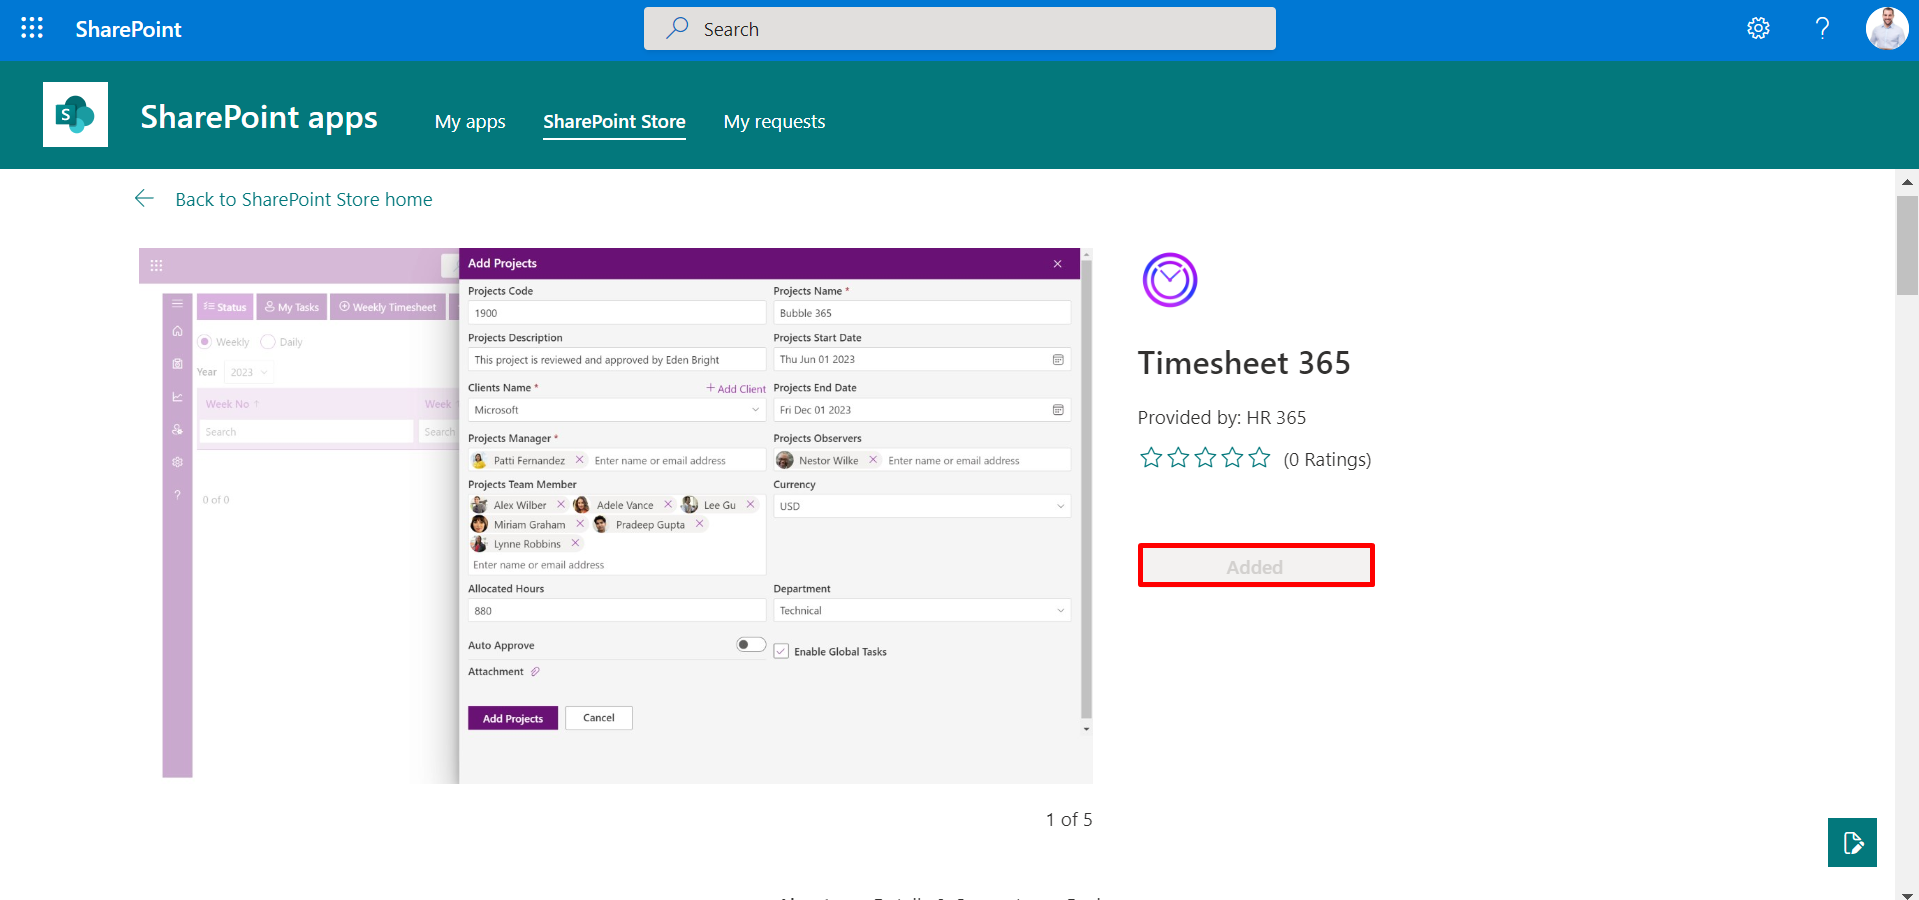 SharePoint
Search
SharePoint apps
My apps
SharePoint Store
My requests
S
Back to SharePoint Store home
Status
My Tasks
Weekly Timesheet
Weekly
Daily
Year
2023
Week No ↑
Week
Search
Search
0 of 0
Add Projects
Projects Code
Projects Name *
1900
Bubble 365
Projects Description
Projects Start Date
This project is reviewed and approved by Eden Bright
Thu Jun 01 2023
Clients Name *
+ Add Client
Projects End Date
Microsoft
Fri Dec 01 2023
Projects Manager *
Projects Observers
Patti Fernandez
Enter name or email address
Nestor Wilke
Enter name or email address
Projects Team Member
Currency
Alex Wilber
Adele Vance
Lee Gu
USD
Miriam Graham
Pradeep Gupta
Lynne Robbins
Enter name or email address
Allocated Hours
Department
880
Technical
Auto Approve
Enable Global Tasks
Attachment
Add Projects
Cancel
1 of 5
Timesheet 365
Provided by: HR 365
(0 Ratings)
Added